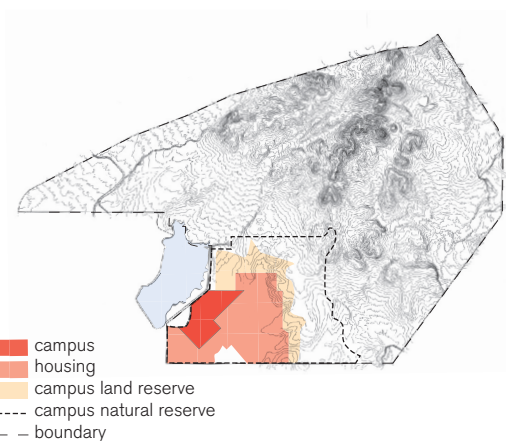 campus
housing
campus land reserve
campus natural reserve
boundary